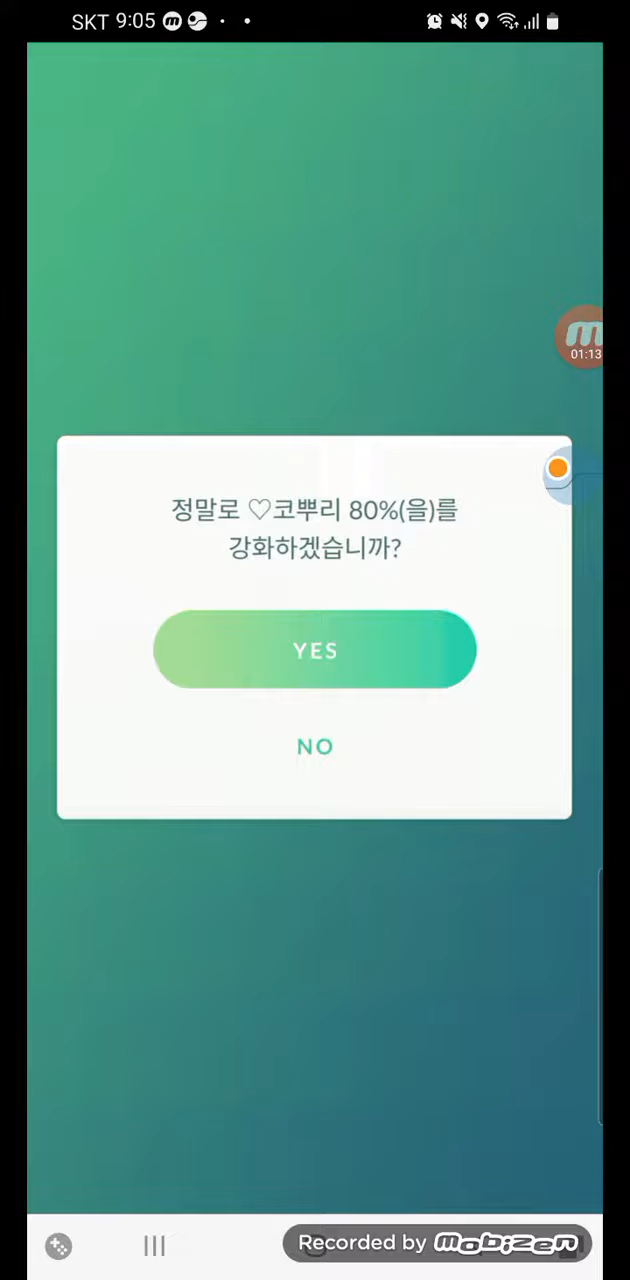 SKT 9:05
01:13
정말로 ♡코뿌리 80%(을)를
강화하겠습니까?
YES
NO
Recorded by mobizen